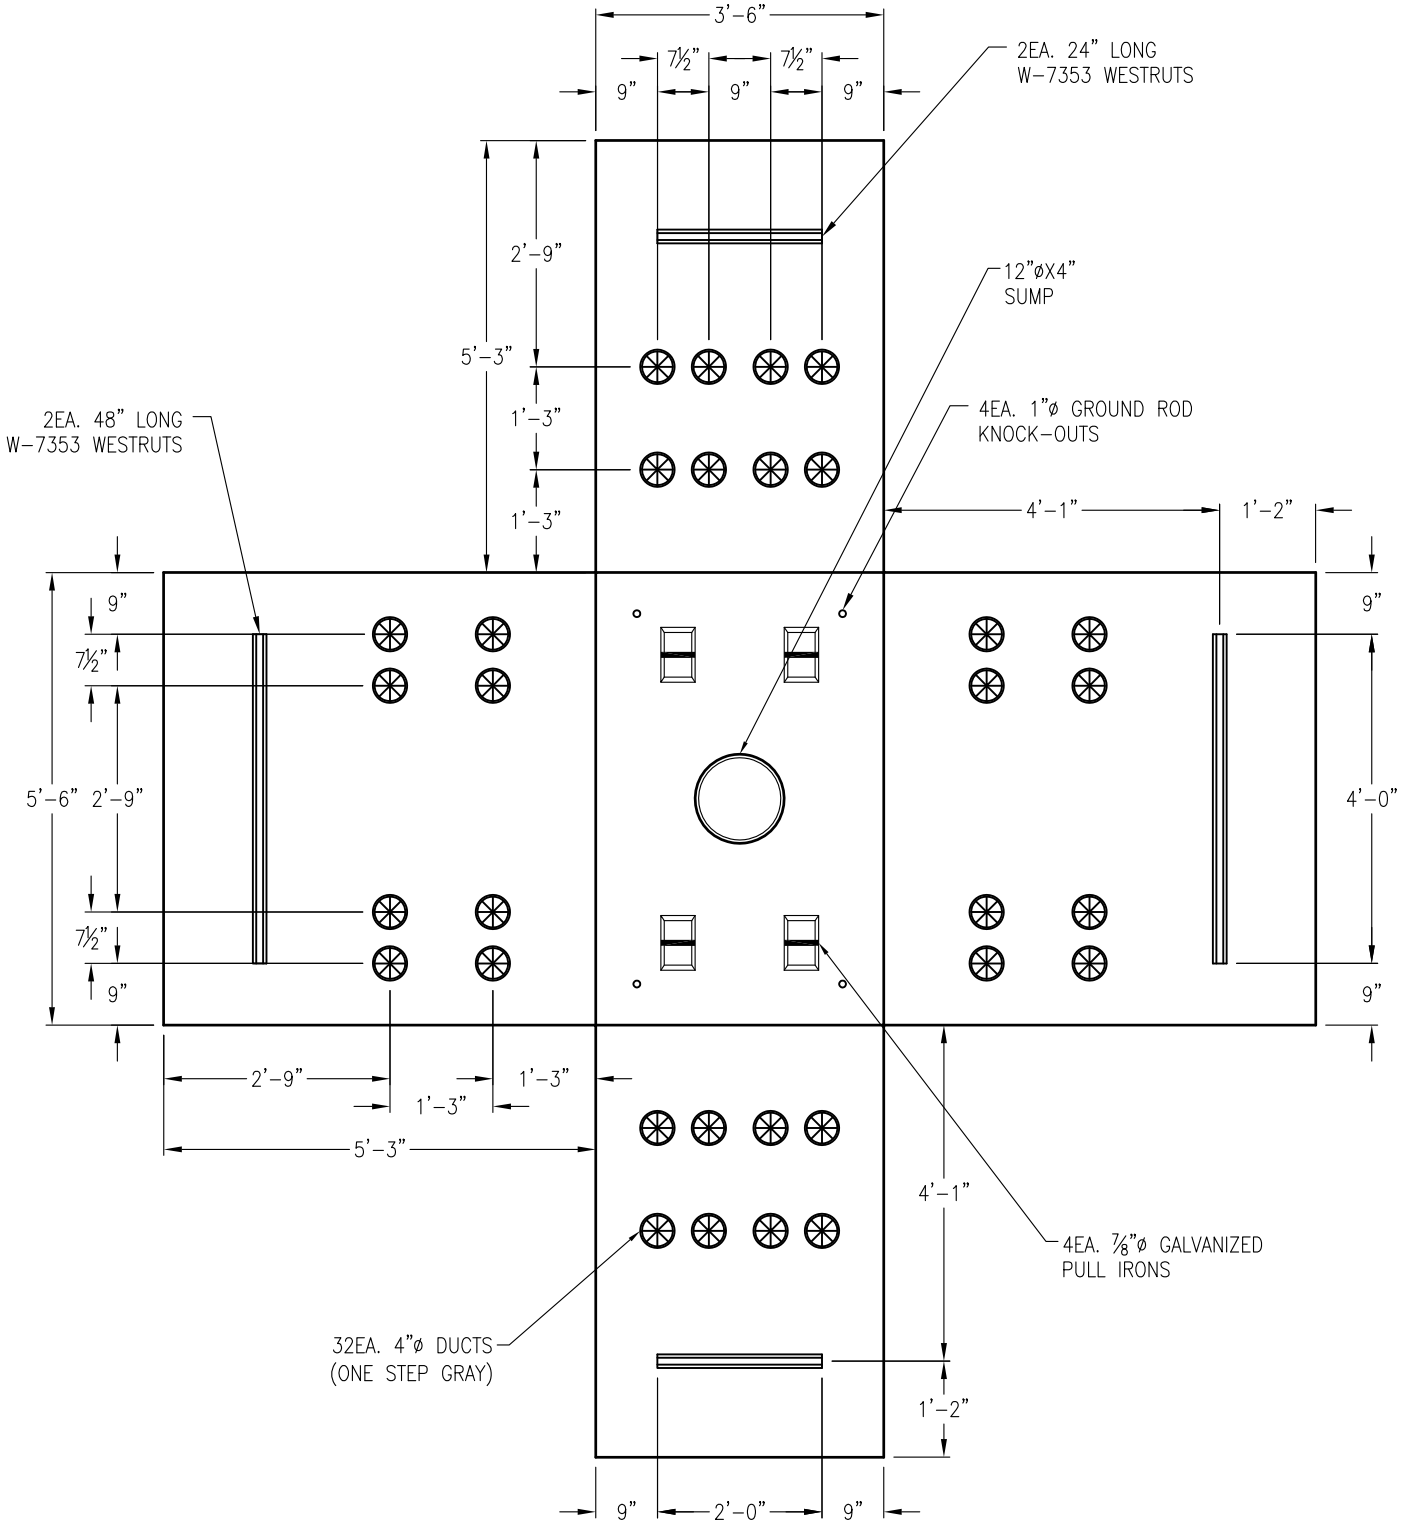 3'-6"
7½"
7½"
9"
9"
9"
2EA. 24" LONG
W-7353 WESTRUTS
2'-9"
12"øX4"
SUMP
5'-3"
1'-3"
4EA. 1"ø GROUND ROD
KNOCK-OUTS
2EA. 48" LONG
W-7353 WESTRUTS
1'-3"
4'-1"
1'-2"
9"
9"
7½"
5'-6"
2'-9"
4'-0"
7½"
9"
9"
2'-9"
1'-3"
1'-3"
5'-3"
4'-1"
4EA. ⅞"ø GALVANIZED
PULL IRONS
32EA. 4"ø DUCTS
(ONE STEP GRAY)
1'-2"
9"
2'-0"
9"